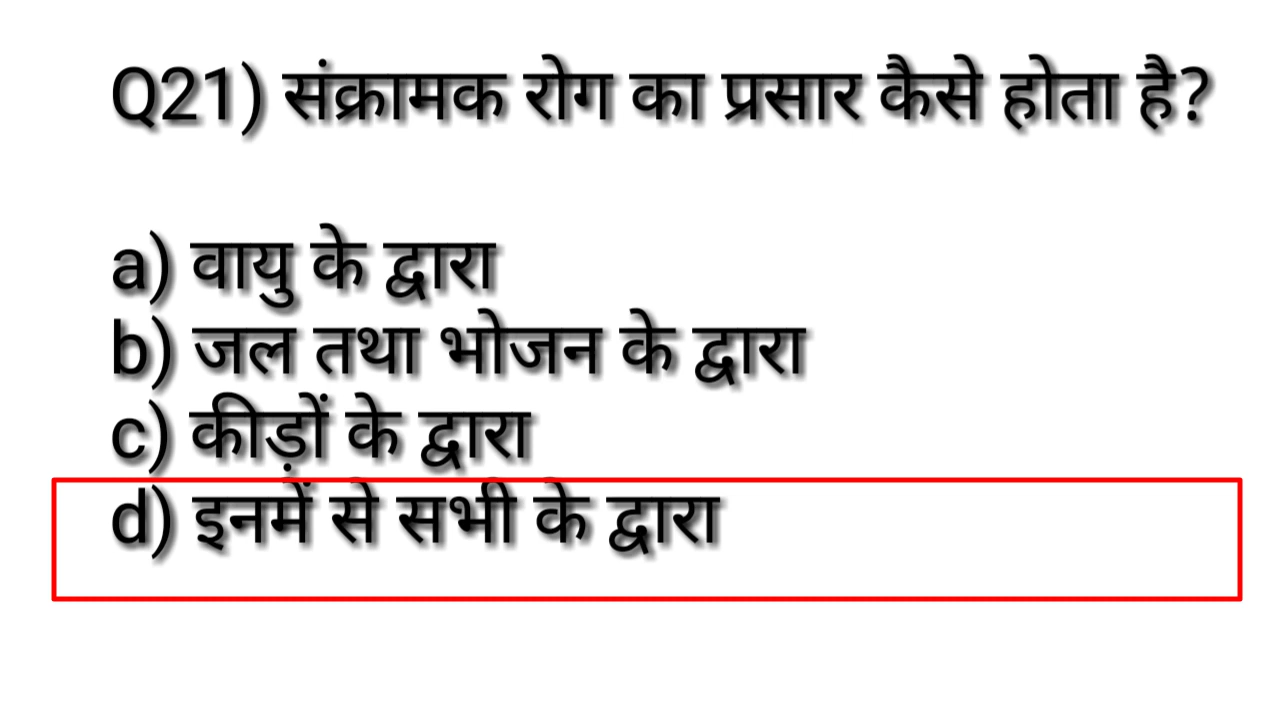 Q21) संक्रामक रोग का प्रसार कैसे होता है?
a) वायु के द्वारा
b) जल तथा भोजन के द्वारा
c) कीड़ों के द्वारा
d) इनमें से सभी के द्वारा